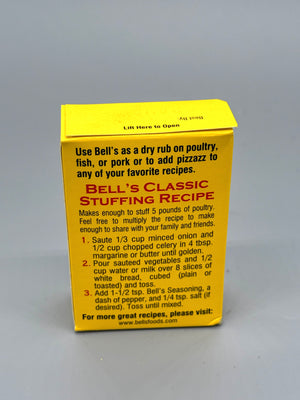 Best By:
Lift Here to Open
Use Bell's as a dry rub on poultry,
fish, or pork or to add pizzazz to
any of your favorite recipes.
BELL'S CLASSIC
STUFFING RECIPE
Makes enough to stuff 5 pounds of poultry.
Feel free to multiply the recipe to make
enough to share with your family and friends.
1. Saute 1/3 cup minced onion and
1/2 cup chopped celery in 4 tbsp.
margarine or butter until golden.
2. Pour sauteed vegetables and 1/2
cup water or milk over 8 slices of
white bread, cubed (plain or
toasted) and toss.
3. Add 1-1/2 tsp. Bell's Seasoning, a
dash of pepper, and 1/4 tsp. salt (if
desired). Toss until mixed.
For more great recipes, please visit:
www.bellsfoods.com